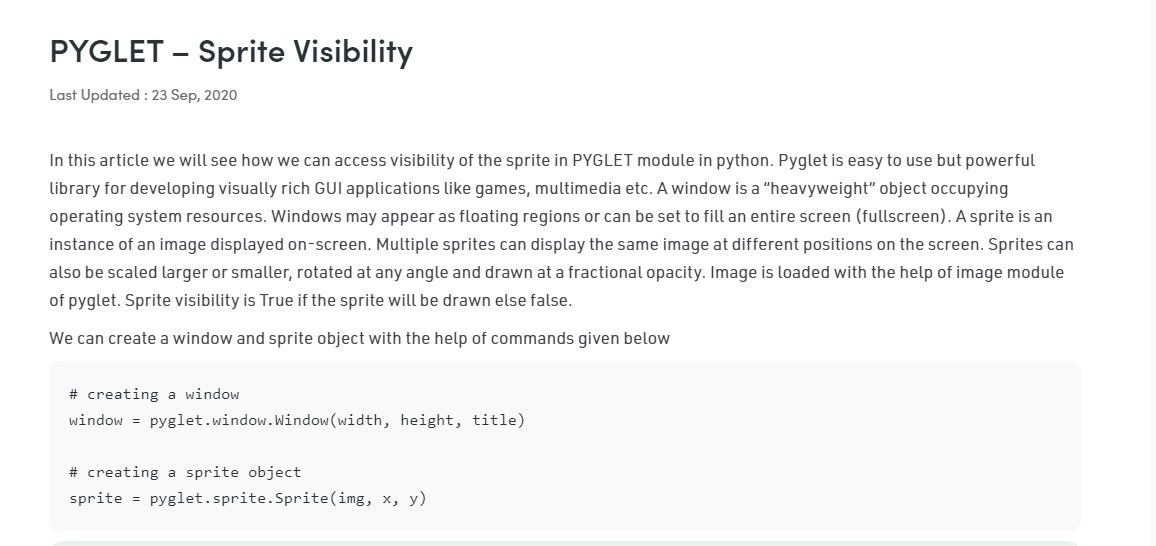 PYGLET – Sprite Visibility
Last Updated : 23 Sep, 2020
In this article we will see how we can access visibility of the sprite in PYGLET module in python. Pyglet is easy to use but powerful
library for developing visually rich GUI applications like games, multimedia etc. A window is a “heavyweight” object occupying
operating system resources. Windows may appear as floating regions or can be set to fill an entire screen (fullscreen). A sprite is an
instance of an image displayed on-screen. Multiple sprites can display the same image at different positions on the screen. Sprites can
also be scaled larger or smaller, rotated at any angle and drawn at a fractional opacity. Image is loaded with the help of image module
of pyglet. Sprite visibility is True if the sprite will be drawn else false.
We can create a window and sprite object with the help of commands given below
# creating a window
window = pyglet.window.Window(width, height, title)
# creating a sprite object
sprite = pyglet.sprite.Sprite(img, x, y)